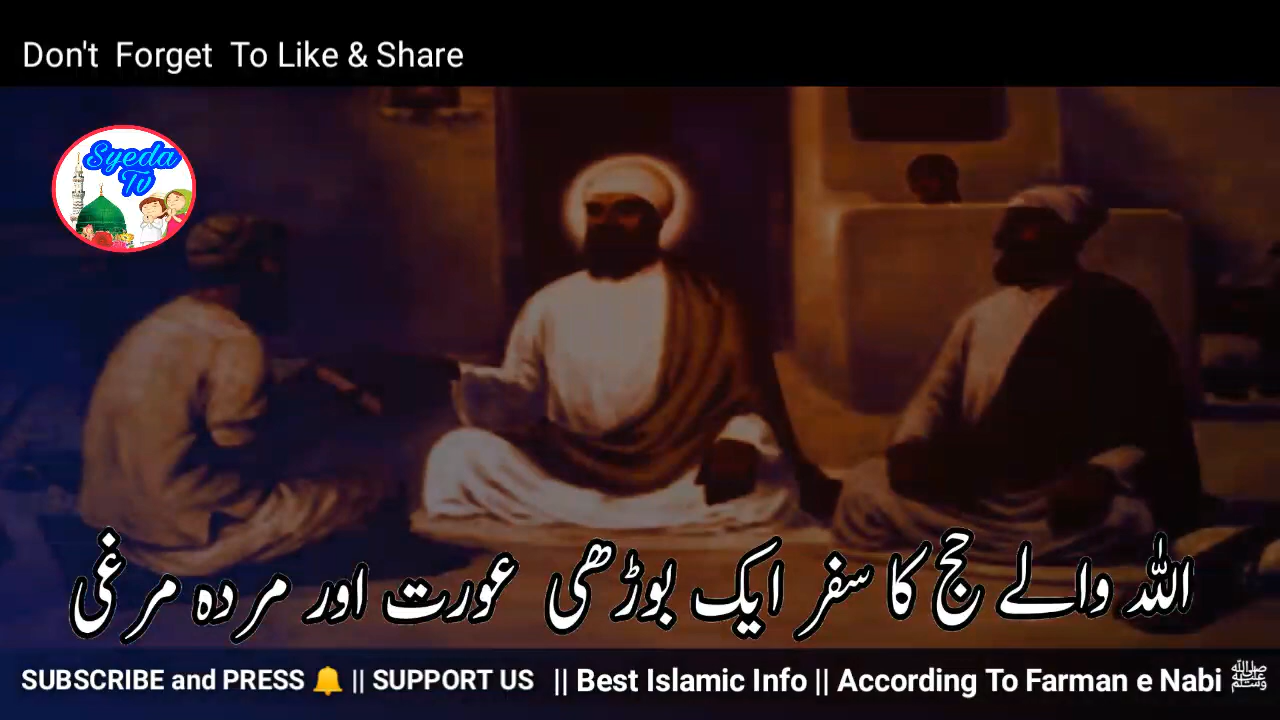 Don't Forget To Like & Share
Syeda
Tv
اللہ والے حج کا سفر ایک بوڑھی عورت اور مردہ مرغی
SUBSCRIBE and PRESS 🔔 || SUPPORT US || Best Islamic Info || According To Farman e Nabi ﷺ